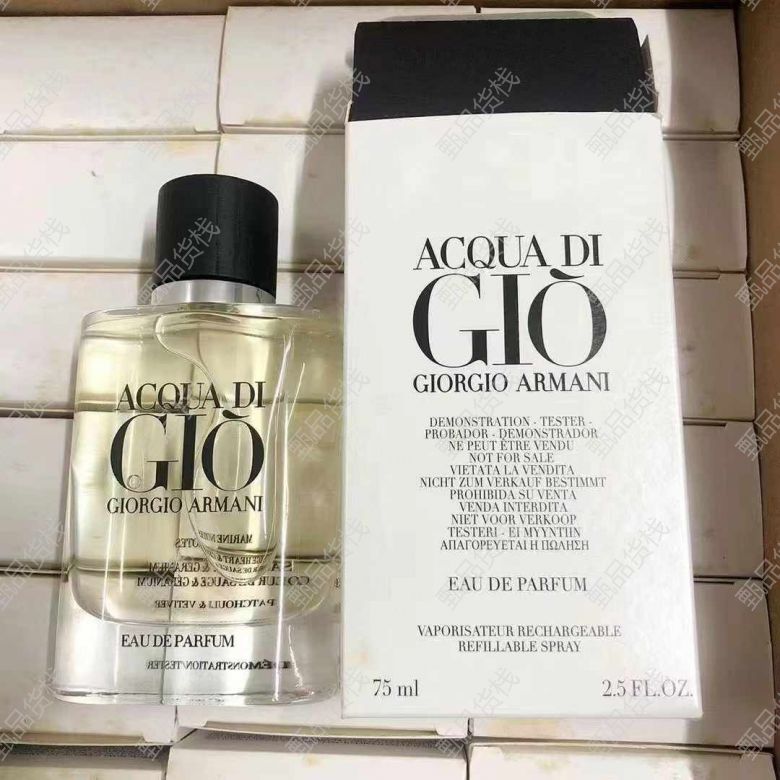 甄品货栈
ACQUA DI
GIÒ
GIORGIO ARMANI
DEMONSTRATION - TESTER -
PROBADOR - DEMONSTRADOR
NE PEUT ÊTRE VENDU
NOT FOR SALE
VIETATA LA VENDITA
NICHT ZUM VERKAUF BESTIMMT
PROHIBIDA SU VENTA
VENDA INTERDITA
NIET VOOR VERKOOP
TESTERI - EI MYYNTIIN
ΑΠΑΓΟΡΕΥΕΤΑΙ Η ΠΩΛΗΣΗ
EAU DE PARFUM
VAPORISATEUR RECHARGEABLE
REFILLABLE SPRAY
75 ml 2.5 FL.OZ.
ACQUA DI
GIÒ
GIORGIO ARMANI
PATCHOULI & VETIVER
EAU DE PARFUM
DEMONSTRATION/TESTER